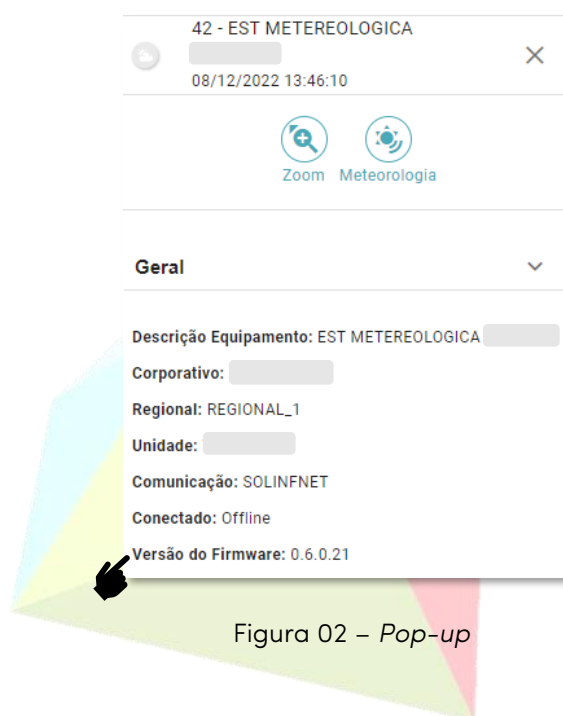 42 - EST METEREOLOGICA
08/12/2022 13:46:10
Zoom Meteorologia
Geral
Descrição Equipamento: EST METEREOLOGICA
Corporativo:
Regional: REGIONAL_1
Unidade:
Comunicação: SOLINFNET
Conectado: Offline
Versão do Firmware: 0.6.0.21
Figura 02 – Pop-up